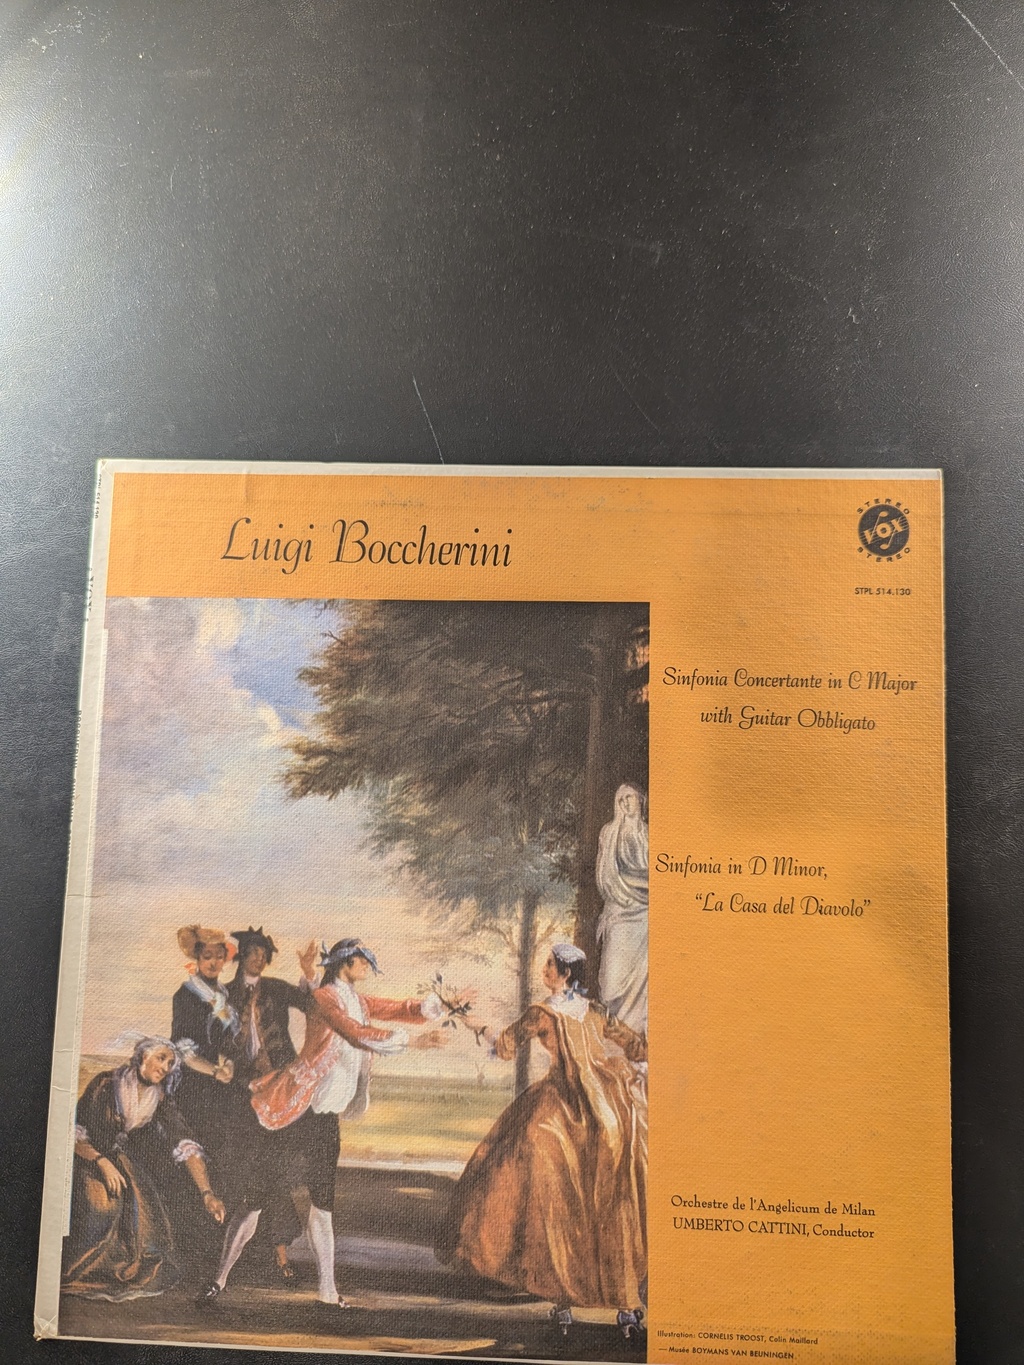 Luigi Boccherini
STEREO
VOX
STEREO
STPL 514.130
Sinfonia Concertante in C Major
with Guitar Obbligato
Sinfonia in D Minor,
"La Casa del Diavolo"
Orchestre de l'Angelicum de Milan
UMBERTO CATTINI, Conductor
Illustration: CORNELIS TROOST, Colin Maillard
— Musée BOYMANS VAN BEUNINGEN